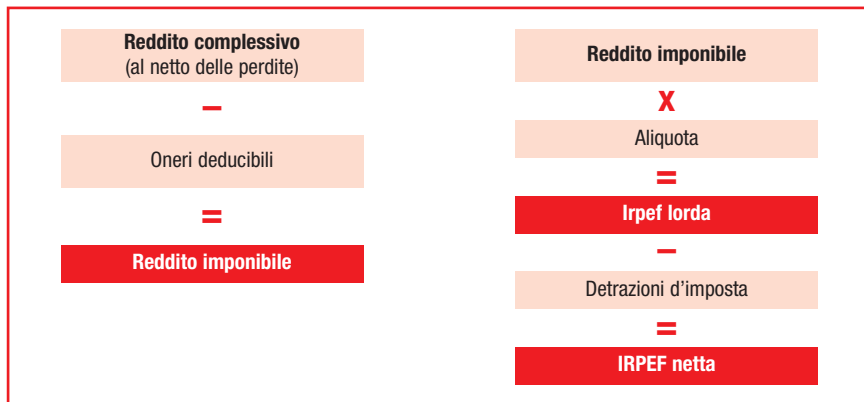 Reddito complessivo
(al netto delle perdite)
–
Oneri deducibili
=
Reddito imponibile
Reddito imponibile
X
Aliquota
=
Irpef lorda
–
Detrazioni d’imposta
=
IRPEF netta